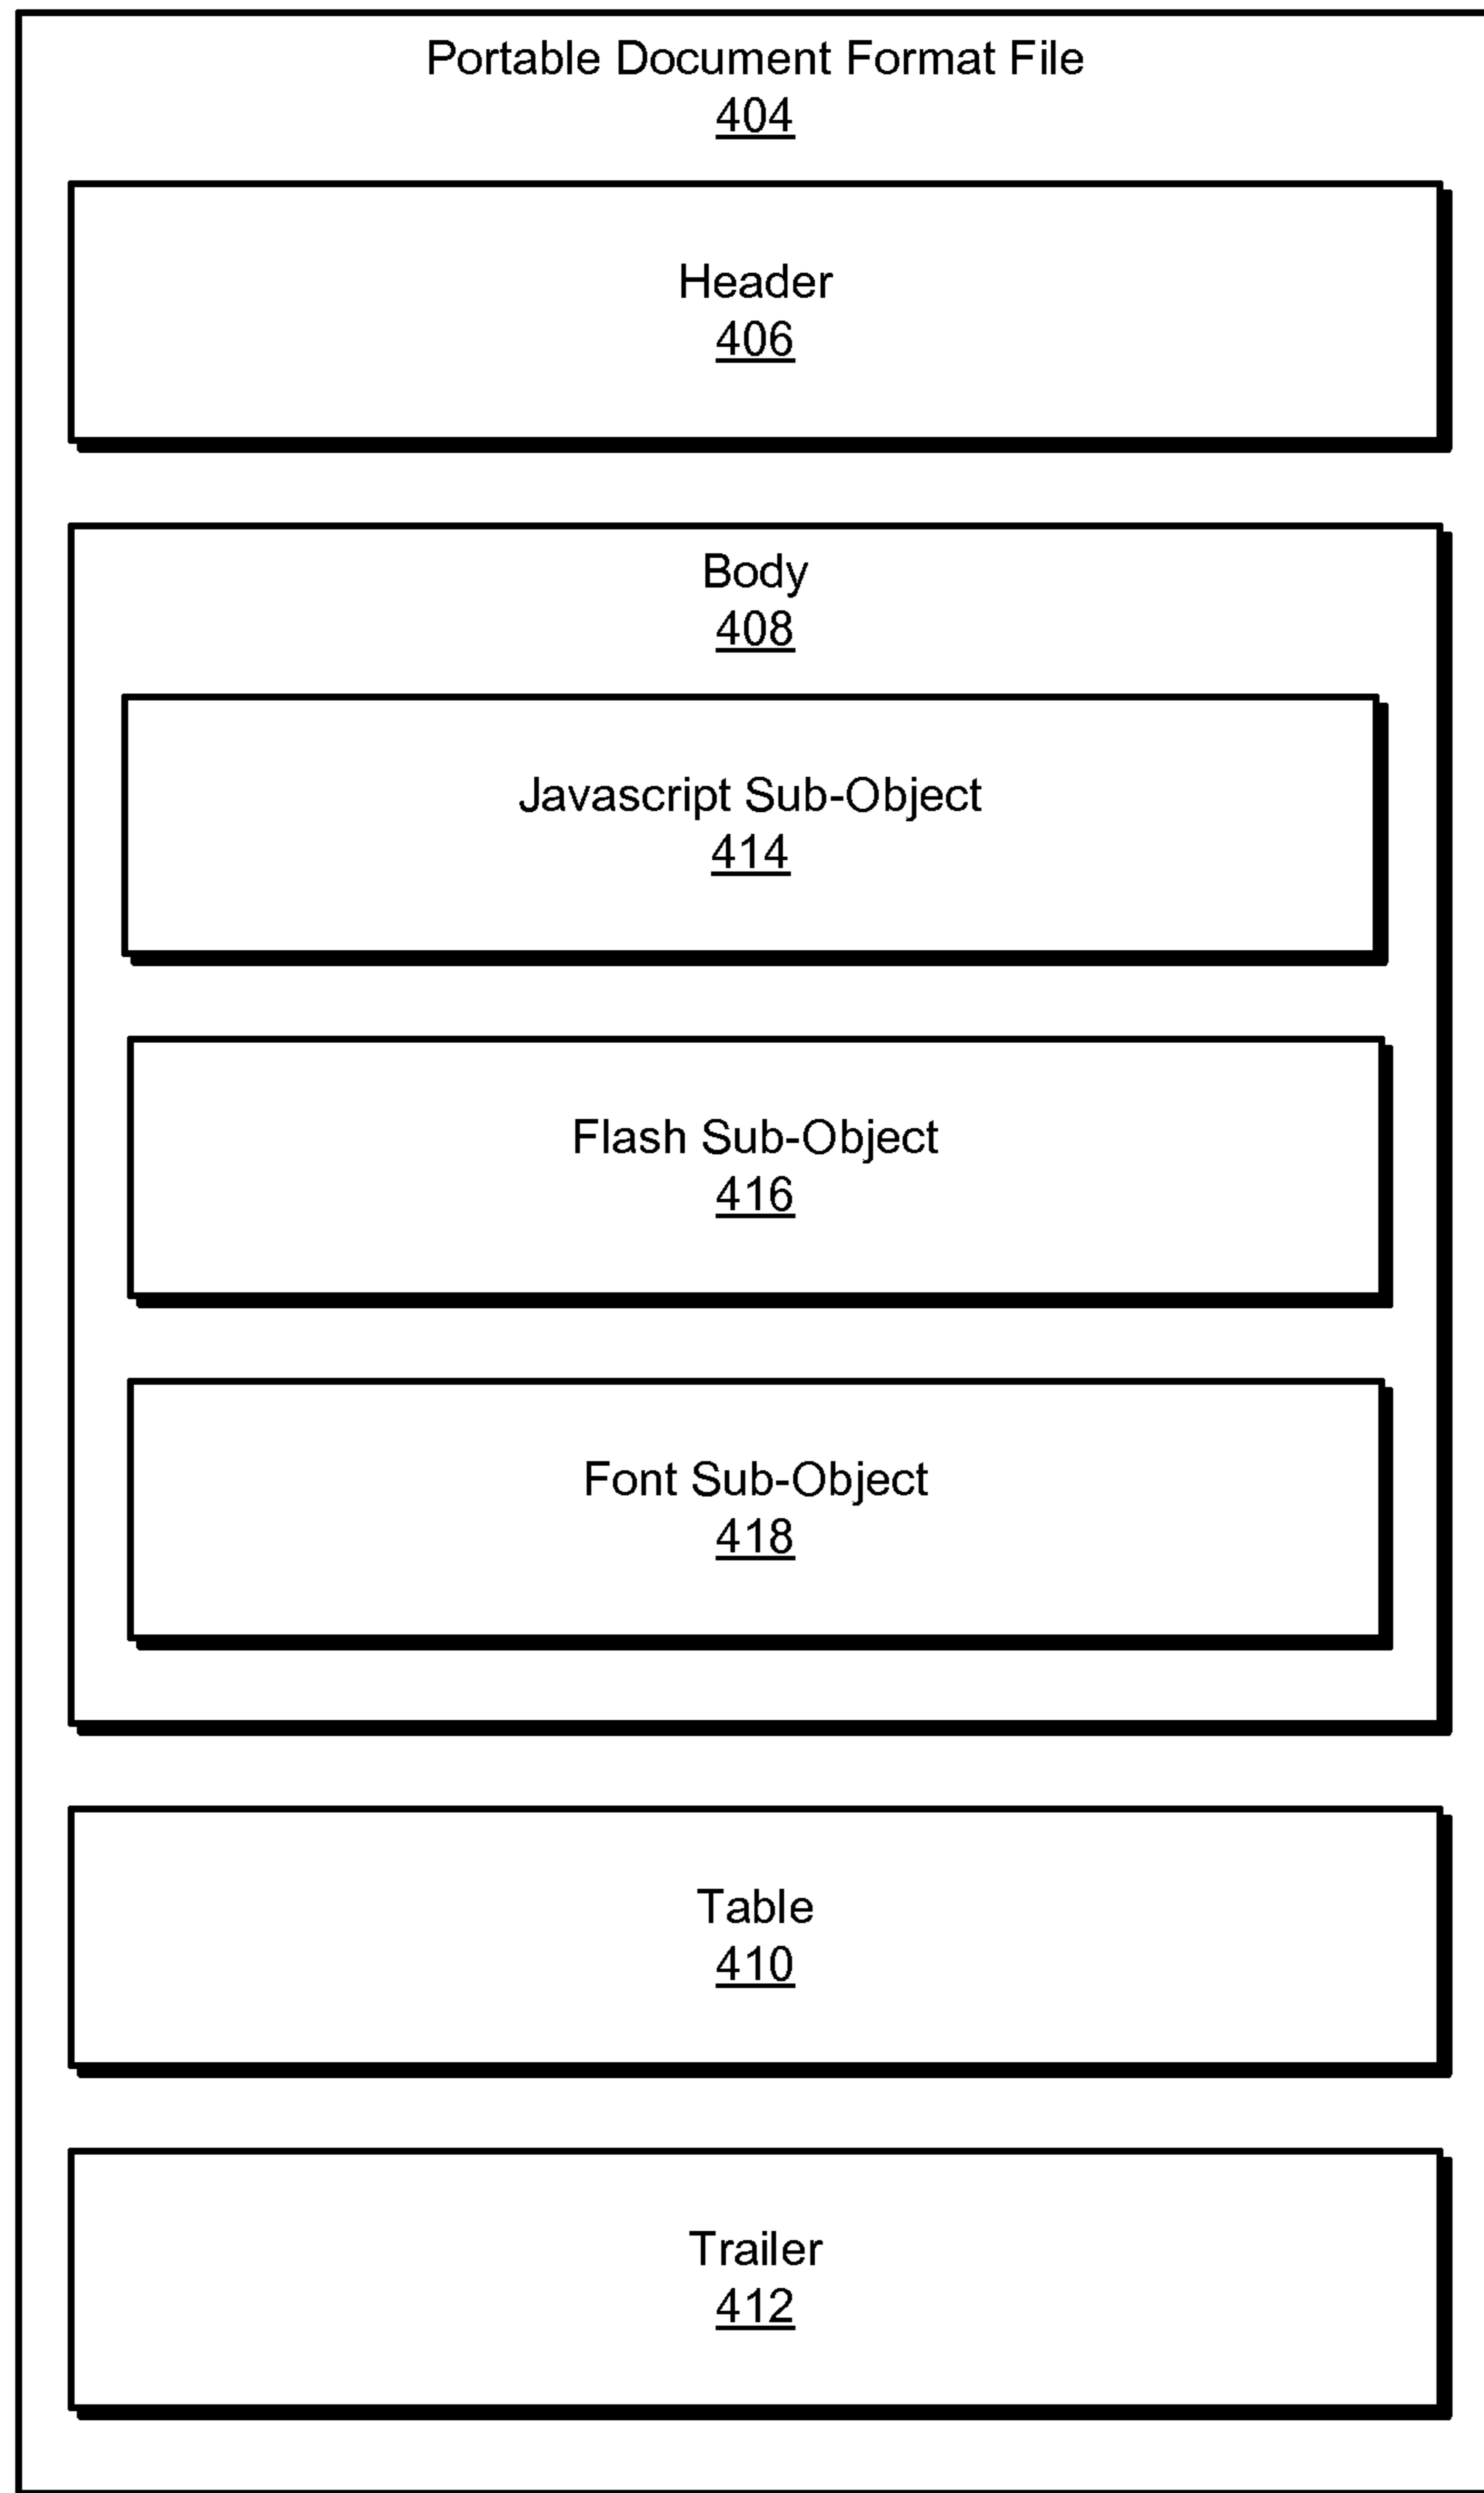 Portable Document Format File
404
Header
406
Body
408
Javascript Sub-Object
414
Flash Sub-Object
416
Font Sub-Object
418
Table
410
Trailer
412